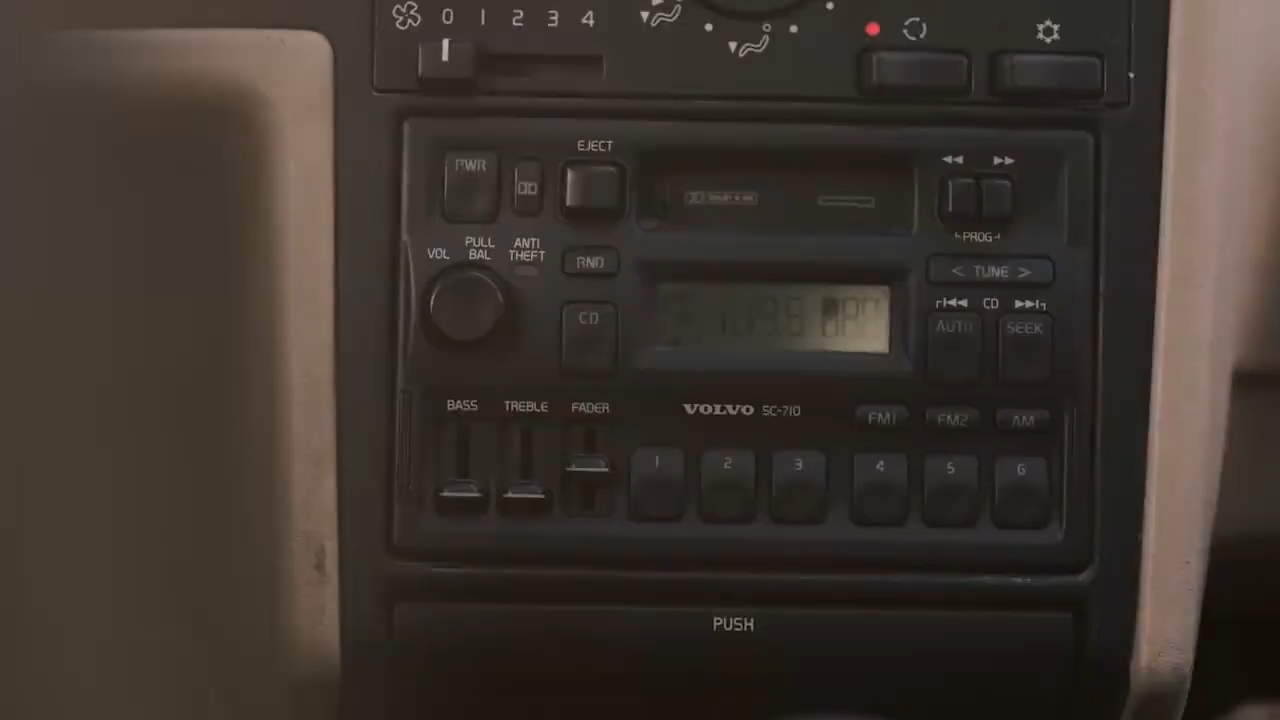 0 1 2 3 4
EJECT
PWR
PROG
VOL PULL BAL ANTI THEFT
RND
< TUNE >
CD
CD
AUTO SEEK
BASS TREBLE FADER
VOLVO SC-710
FM1 FM2 AM
1 2 3 4 5 6
PUSH